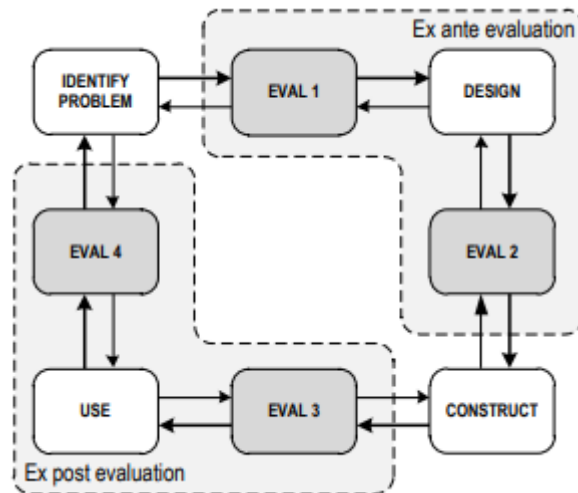 Ex ante evaluation
IDENTIFY
PROBLEM
EVAL 1
DESIGN
EVAL 4
EVAL 2
USE
EVAL 3
CONSTRUCT
Ex post evaluation